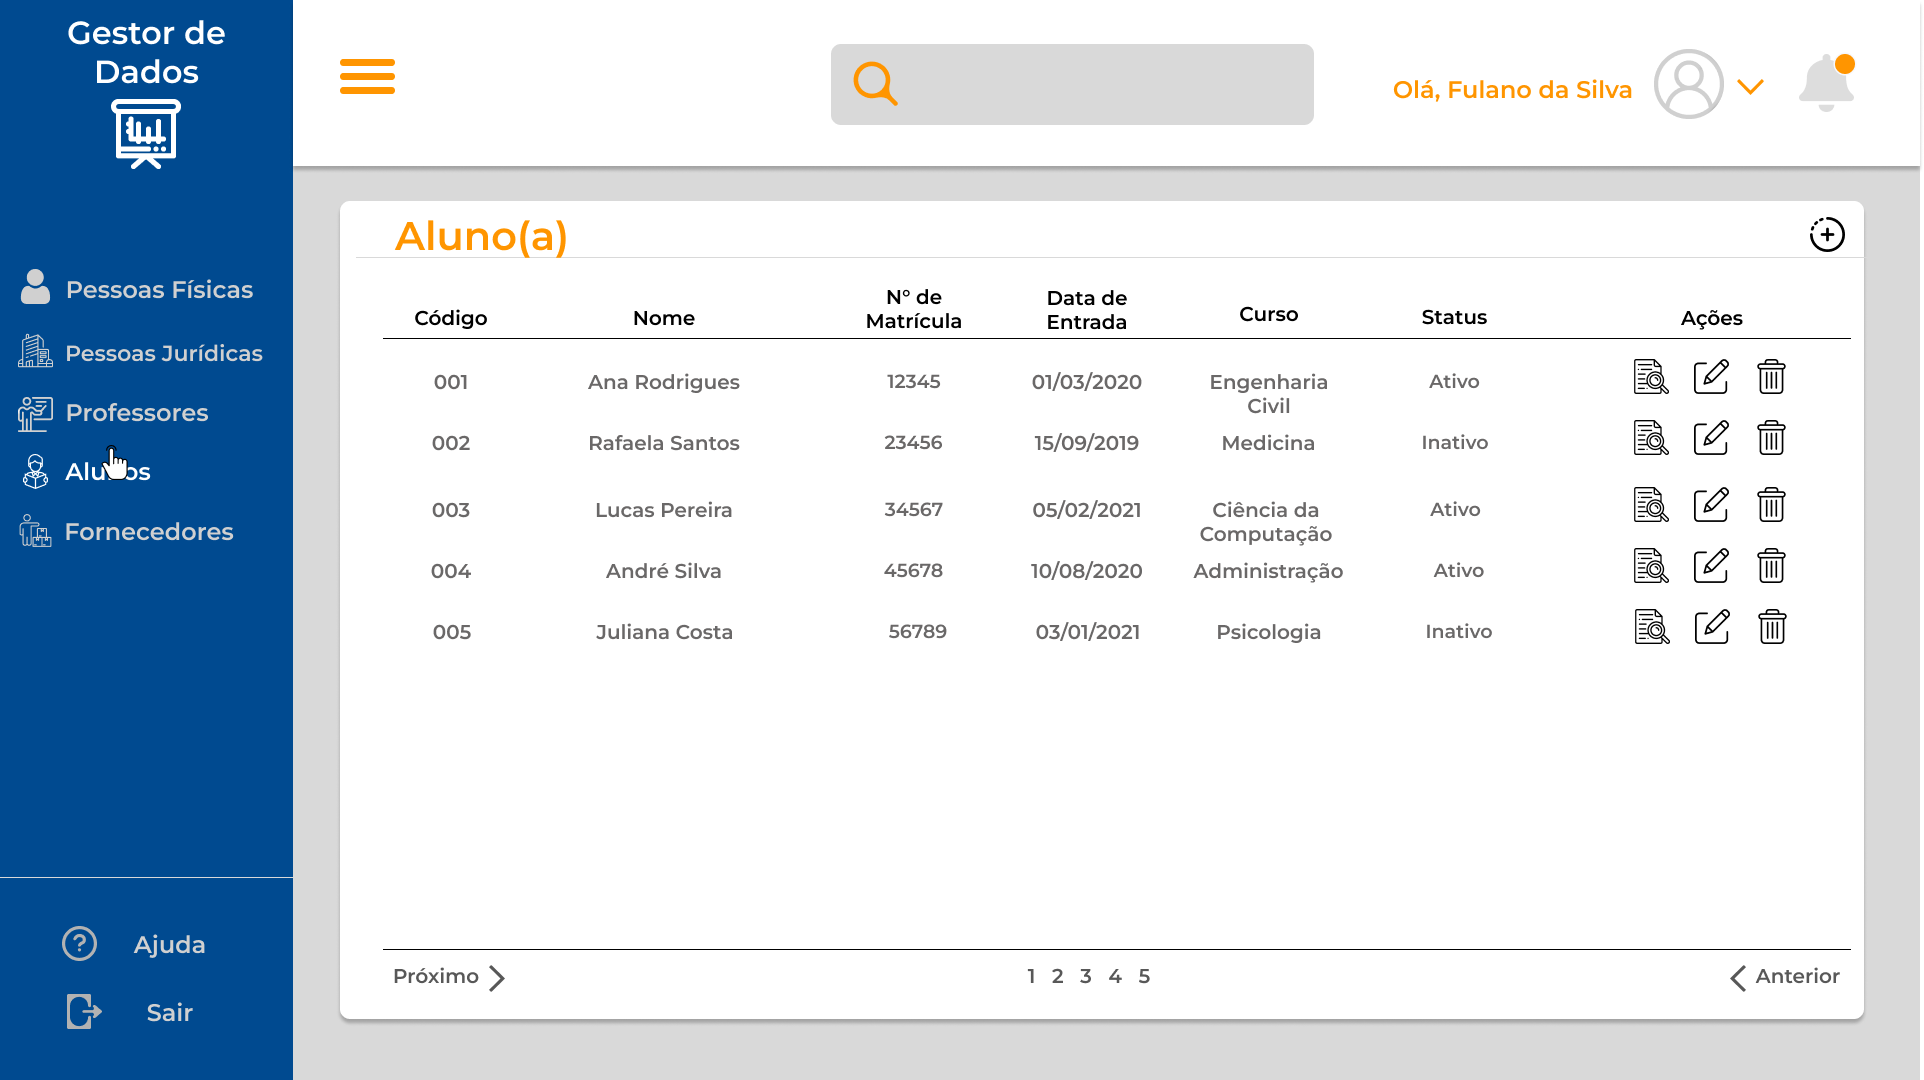 Gestor de
Dados
Olá, Fulano da Silva
Pessoas Físicas
Pessoas Jurídicas
Professores
Alunos
Fornecedores
Ajuda
Sair
Aluno(a)
Código Nome N° de Matrícula Data de Entrada Curso Status Ações
001 Ana Rodrigues 12345 01/03/2020 Engenharia Civil Ativo
002 Rafaela Santos 23456 15/09/2019 Medicina Inativo
003 Lucas Pereira 34567 05/02/2021 Ciência da Computação Ativo
004 André Silva 45678 10/08/2020 Administração Ativo
005 Juliana Costa 56789 03/01/2021 Psicologia Inativo
Próximo 1 2 3 4 5 Anterior